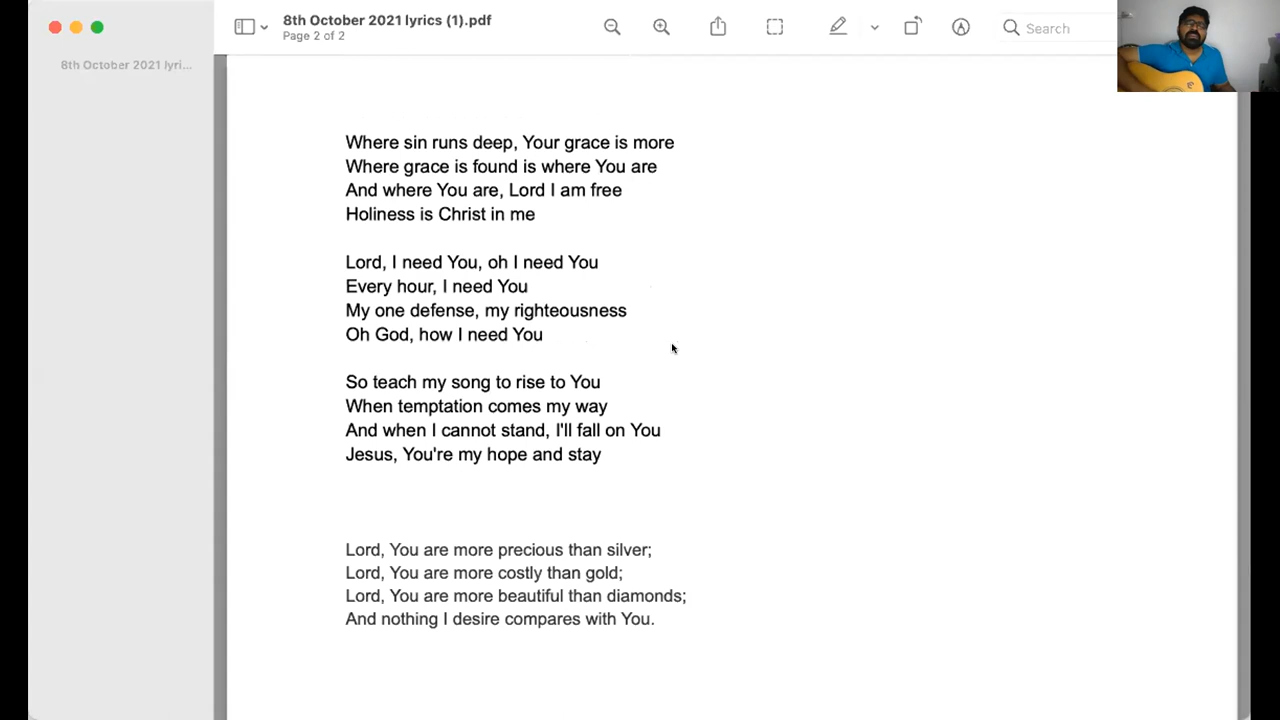 8th October 2021 lyrics (1).pdf
Page 2 of 2
Search
8th October 2021 lyri...
Where sin runs deep, Your grace is more
Where grace is found is where You are
And where You are, Lord I am free
Holiness is Christ in me
Lord, I need You, oh I need You
Every hour, I need You
My one defense, my righteousness
Oh God, how I need You
So teach my song to rise to You
When temptation comes my way
And when I cannot stand, I'll fall on You
Jesus, You're my hope and stay
Lord, You are more precious than silver;
Lord, You are more costly than gold;
Lord, You are more beautiful than diamonds;
And nothing I desire compares with You.